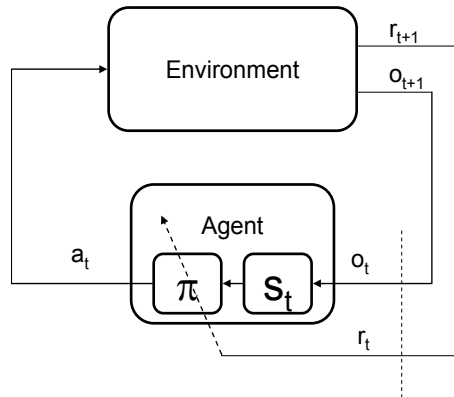 r_{t+1}
Environment
o_{t+1}
Agent
a_t
π
s_t
o_t
r_t